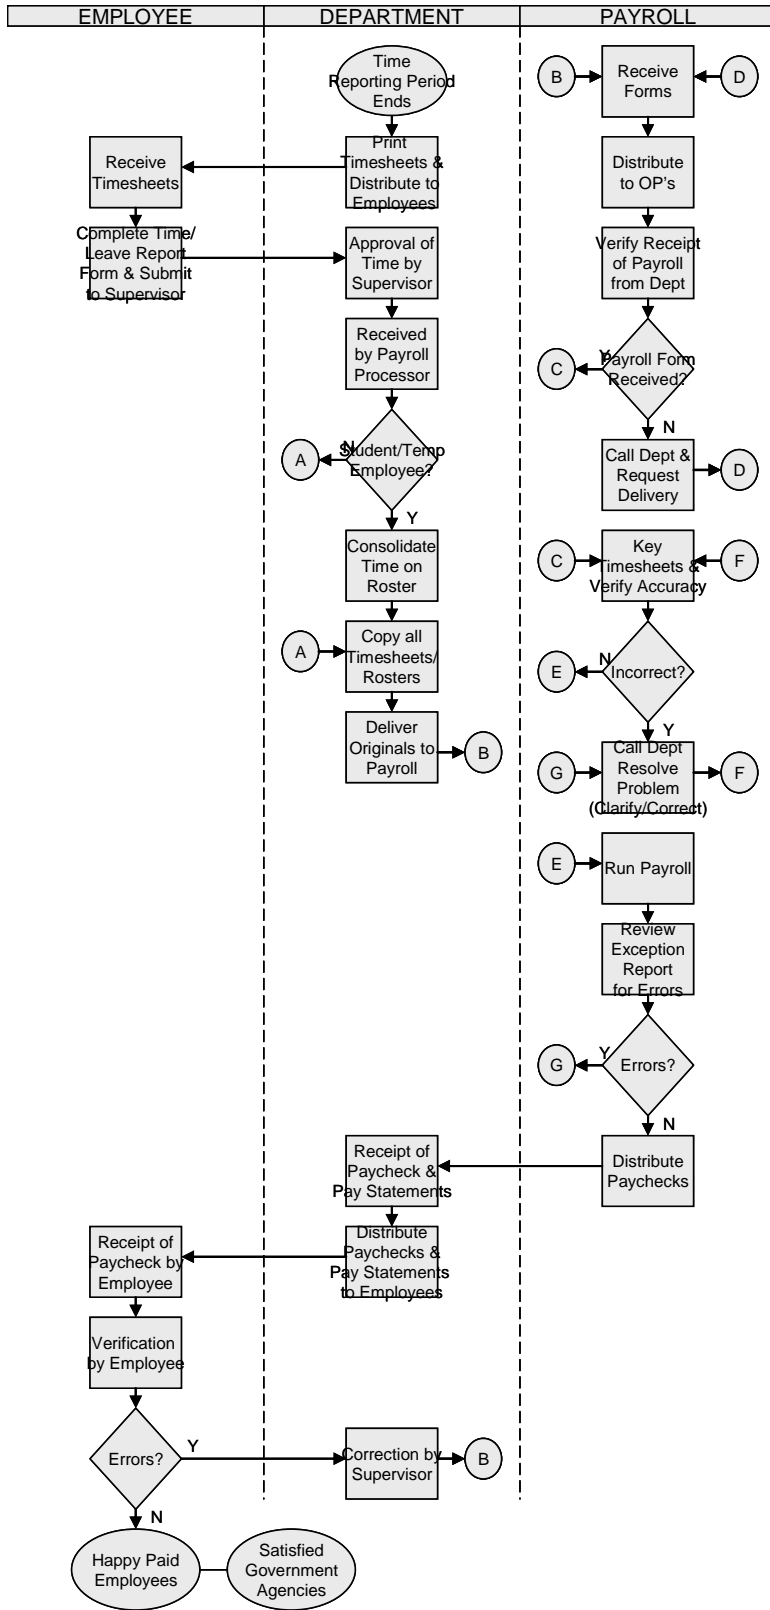 EMPLOYEE
DEPARTMENT
PAYROLL
Time
Reporting Period
Ends
B
Receive
Forms
D
Receive
Timesheets
Print
Timesheets &
Distribute to
Employees
Distribute
to OP's
Complete Time/
Leave Report
Form & Submit
to Supervisor
Approval of
Time by
Supervisor
Verify Receipt
of Payroll
from Dept
Received
by Payroll
Processor
C
Y
Payroll Form
Received?
N
A
N
Student/Temp
Employee?
Y
Call Dept &
Request
Delivery
D
Consolidate
Time on
Roster
C
Key
Timesheets &
Verify Accuracy
F
A
Copy all
Timesheets/
Rosters
E
N
Incorrect?
Y
Deliver
Originals to
Payroll
B
G
Call Dept
Resolve
Problem
(Clarify/Correct)
F
E
Run Payroll
Review
Exception
Report
for Errors
G
Y
Errors?
N
Receipt of
Paycheck &
Pay Statements
Distribute
Paychecks
Receipt of
Paycheck by
Employee
Distribute
Paychecks &
Pay Statements
to Employees
Verification
by Employee
Errors?
Y
N
Correction by
Supervisor
B
Happy Paid
Employees
Satisfied
Government
Agencies